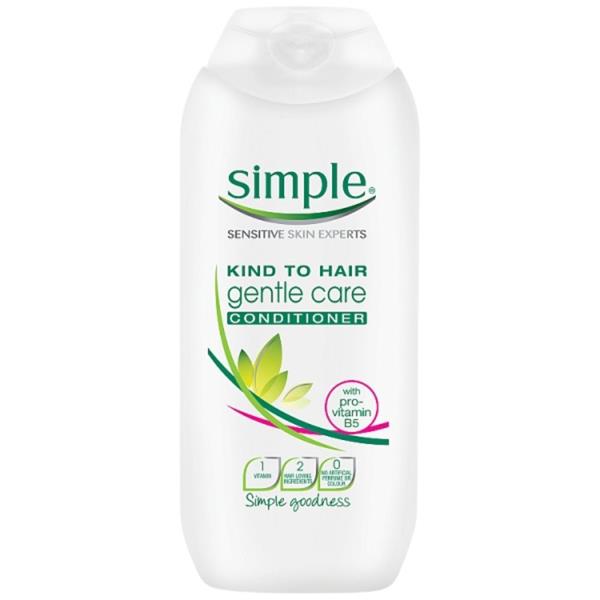 simple®
SENSITIVE SKIN EXPERTS
KIND TO HAIR
gentle care
CONDITIONER
with
pro-
vitamin
B5
1
VITAMIN
2
HAIR LOVING
INGREDIENTS
0
NO ARTIFICIAL
PERFUME OR
COLOUR
Simple goodness